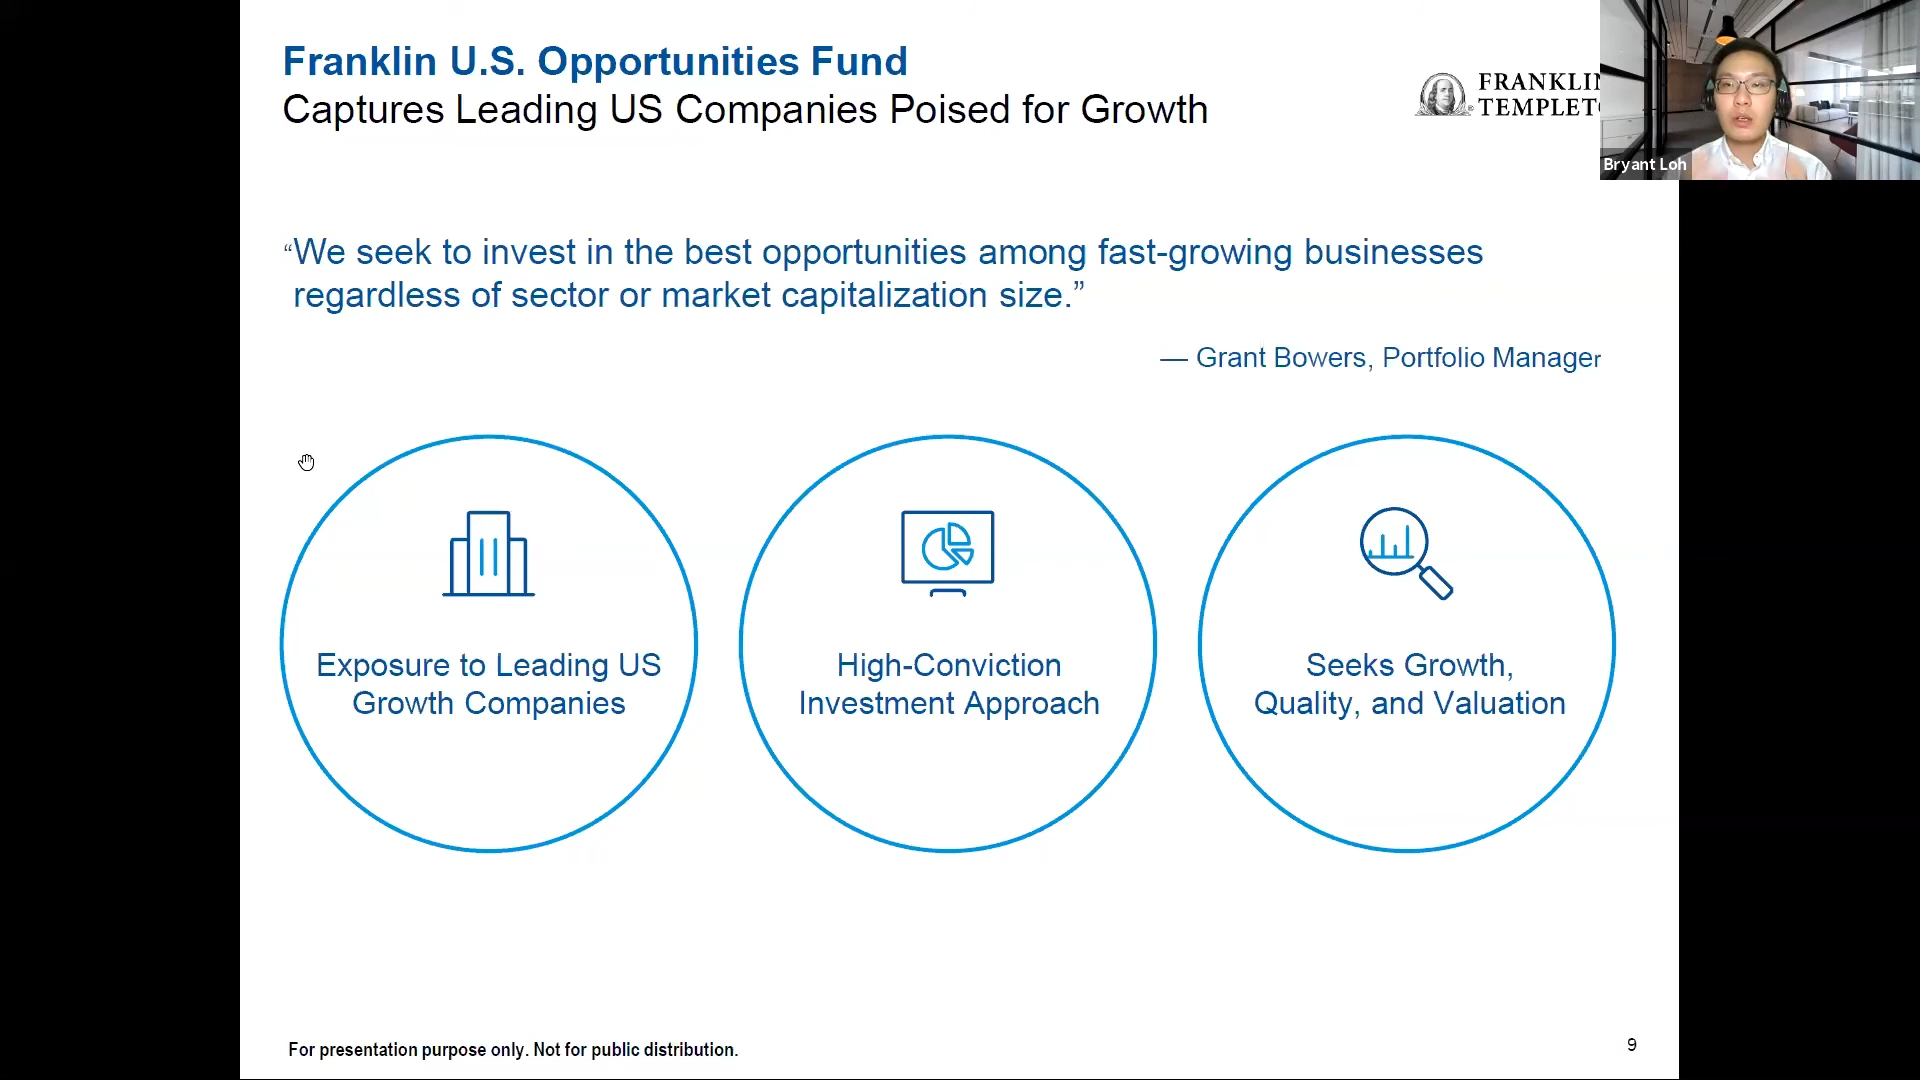 Franklin U.S. Opportunities Fund
Captures Leading US Companies Poised for Growth
FRANKLIN
TEMPLETO
Bryant Loh
“We seek to invest in the best opportunities among fast-growing businesses
regardless of sector or market capitalization size.”
— Grant Bowers, Portfolio Manager
Exposure to Leading US
Growth Companies
High-Conviction
Investment Approach
Seeks Growth,
Quality, and Valuation
For presentation purpose only. Not for public distribution.
9